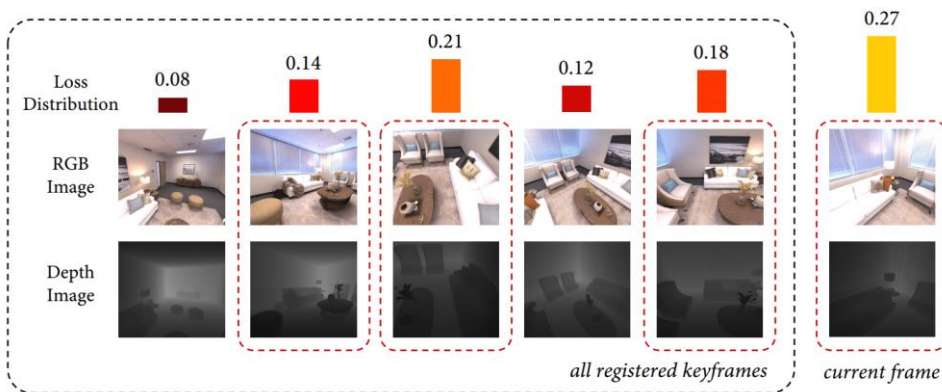 0.08
0.14
0.21
0.12
0.18
0.27
Loss
Distribution
RGB
Image
Depth
Image
all registered keyframes
current frame